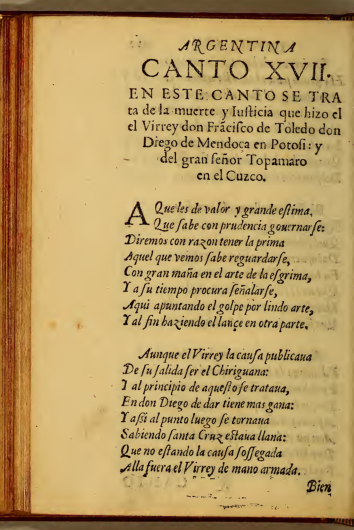 ARGENTINA
CANTO XVII.
EN ESTE CANTO SE TRA
ta de la muerte y Iusticia que hizo el
el Virrey don Frãcisco de Toledo don
Diego de Mendoça en Potosi: y
del gran señor Topamaro
en el Cuzco.
AQueles de valor y grande estima,
Que sabe con prudencia gouernarse:
Diremos con razon tener la prima
Aquel que vemos sabe reguardarse,
Con gran maña en el arte de la esgrima,
Y a su tiempo procura señalarse,
Aqui apuntando el golpe por lindo arte,
Y al fin haziendo el lançe en otra parte.
Aunque el Virrey la causa publicaua
De su salida ser el Chiriguana:
Y al principio de aquesto se trataua,
En don Diego de dar tiene mas gana:
Y assi al punto luego se tornaua
Sabiendo santa Cruz estaua llana:
Que no estando la causa sossegada
Alla fuera el Virrey de mano armada.
Bien